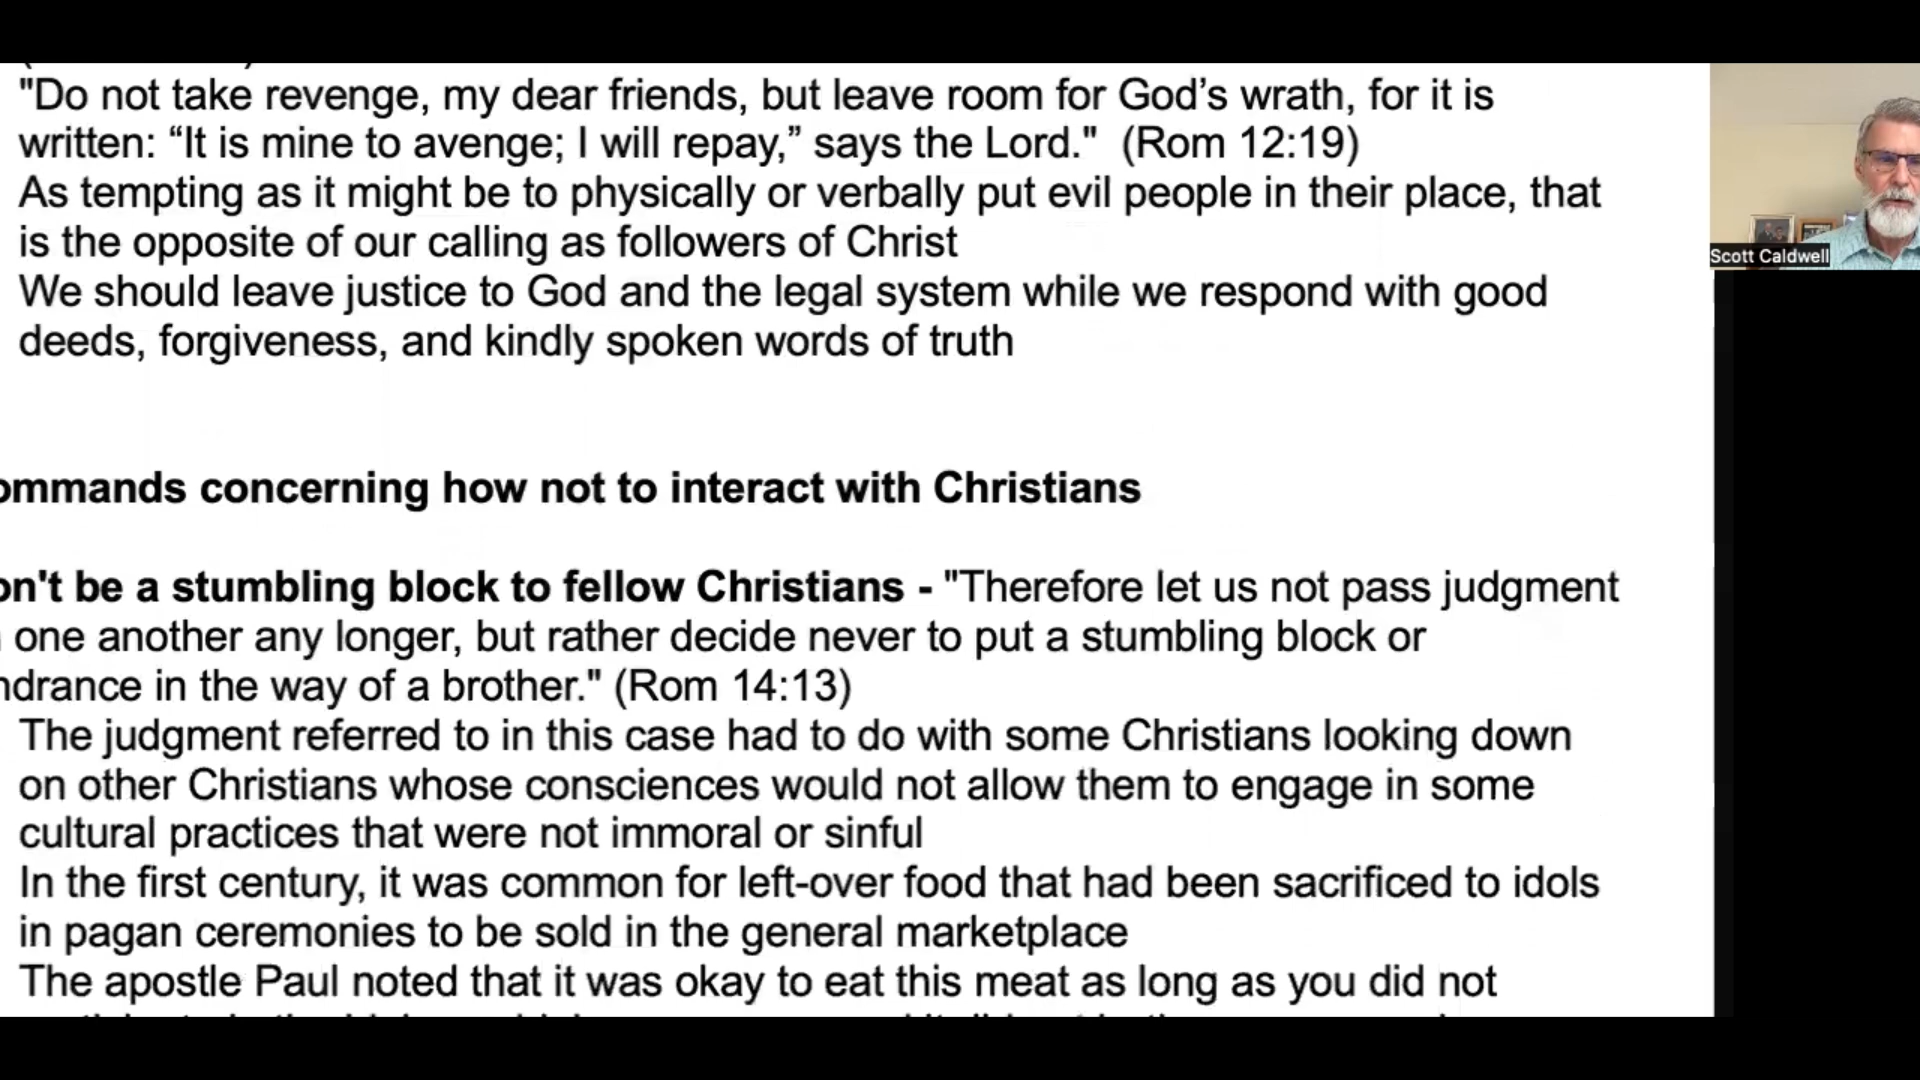 "Do not take revenge, my dear friends, but leave room for God’s wrath, for it is
written: “It is mine to avenge; I will repay,” says the Lord."  (Rom 12:19)
As tempting as it might be to physically or verbally put evil people in their place, that
is the opposite of our calling as followers of Christ
We should leave justice to God and the legal system while we respond with good
deeds, forgiveness, and kindly spoken words of truth
ommands concerning how not to interact with Christians
on't be a stumbling block to fellow Christians - "Therefore let us not pass judgment
one another any longer, but rather decide never to put a stumbling block or
ndrance in the way of a brother." (Rom 14:13)
The judgment referred to in this case had to do with some Christians looking down
on other Christians whose consciences would not allow them to engage in some
cultural practices that were not immoral or sinful
In the first century, it was common for left-over food that had been sacrificed to idols
in pagan ceremonies to be sold in the general marketplace
The apostle Paul noted that it was okay to eat this meat as long as you did not
Scott Caldwell